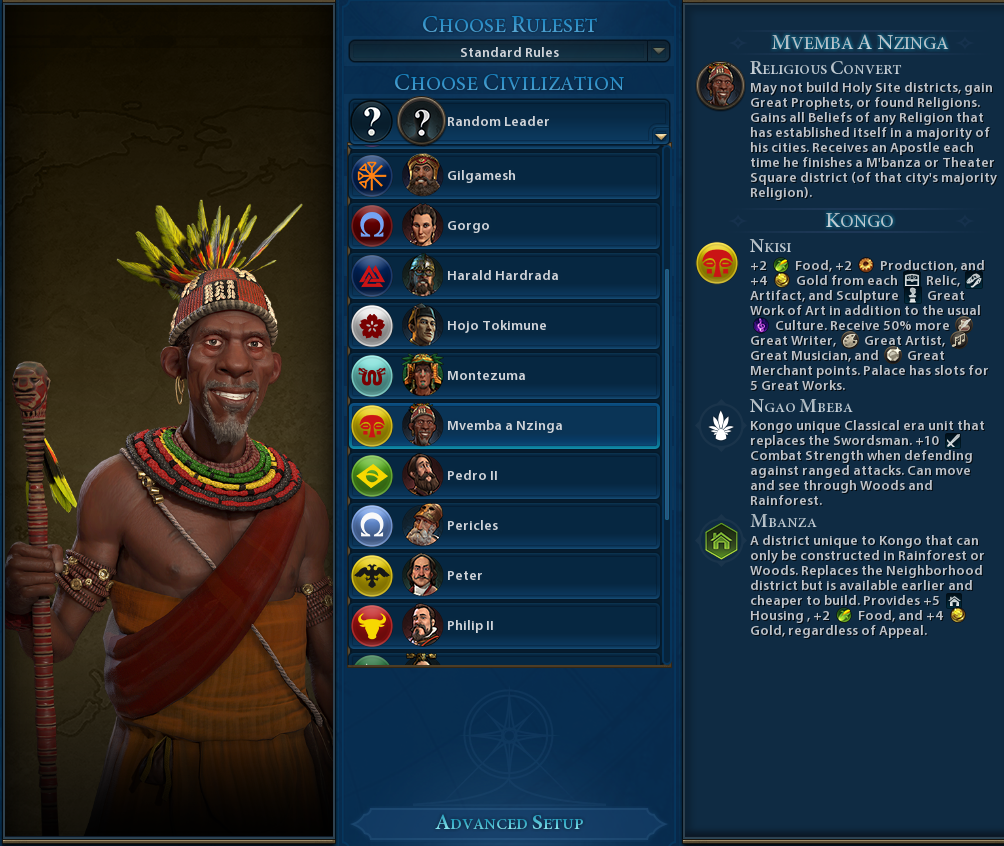 CHOOSE RULESET
Standard Rules
CHOOSE CIVILIZATION
? ? Random Leader
Gilgamesh
Gorgo
Harald Hardrada
Hojo Tokimune
Montezuma
Mvemba a Nzinga
Pedro II
Pericles
Peter
Philip II
ADVANCED SETUP
MVEMBA A NZINGA
RELIGIOUS CONVERT
May not build Holy Site districts, gain
Great Prophets, or found Religions.
Gains all Beliefs of any Religion that
has established itself in a majority of
his cities. Receives an Apostle each
time he finishes a M'banza or Theater
Square district (of that city's majority
Religion).
KONGO
NKISI
+2 Food, +2 Production, and
+4 Gold from each Relic,
Artifact, and Sculpture Great
Work of Art in addition to the usual
Culture. Receive 50% more
Great Writer, Great Artist,
Great Musician, and Great
Merchant points. Palace has slots for
5 Great Works.
NGAO MBEBA
Kongo unique Classical era unit that
replaces the Swordsman. +10
Combat Strength when defending
against ranged attacks. Can move
and see through Woods and
Rainforest.
MBANZA
A district unique to Kongo that can
only be constructed in Rainforest or
Woods. Replaces the Neighborhood
district but is available earlier and
cheaper to build. Provides +5
Housing , +2 Food, and +4
Gold, regardless of Appeal.